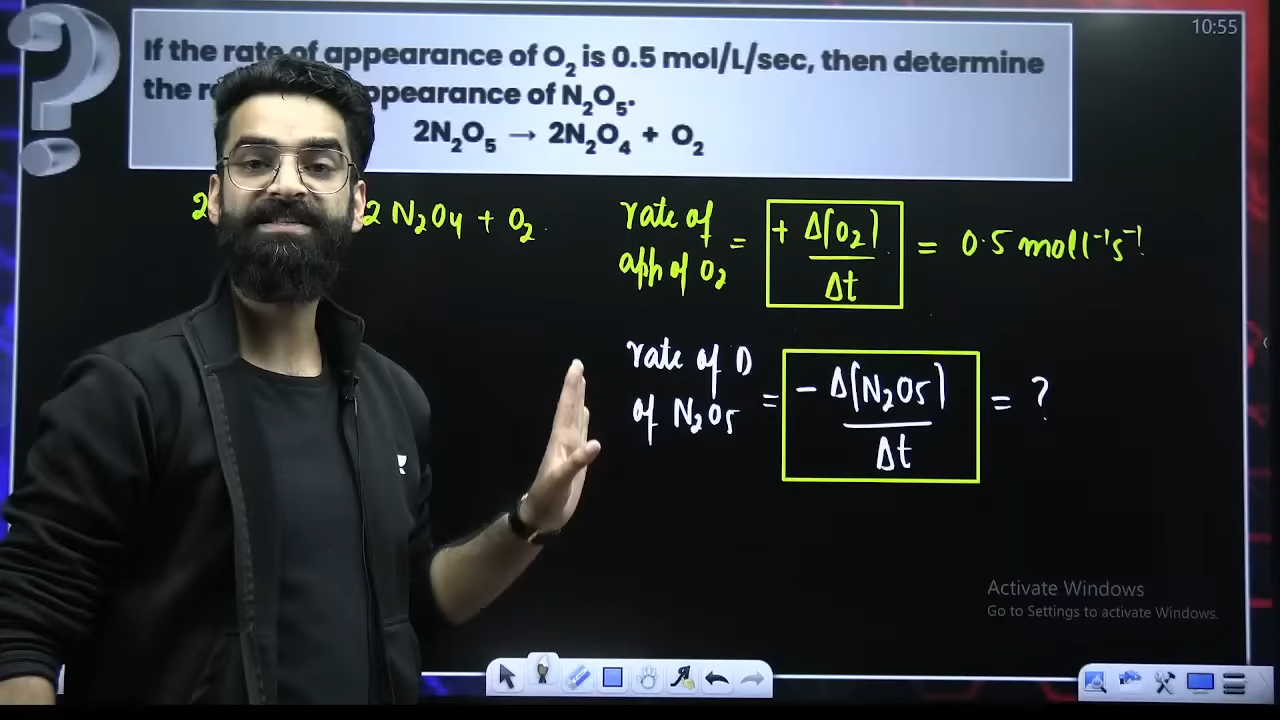 10:55
If the rate of appearance of O₂ is 0.5 mol/L/sec, then determine
the appearance of N₂O₅.
2N₂O₅ → 2N₂O₄ + O₂
2 2 N₂O₄ + O₂
rate of
app of O₂ = + Δ[O₂] / Δt = 0.5 mol l⁻¹ s⁻¹
rate of D
of N₂O₅ = - Δ[N₂O₅] / Δt = ?
Activate Windows
Go to Settings to activate Windows.